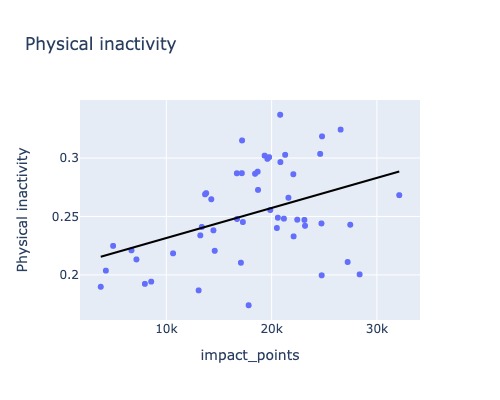 Physical inactivity
Physical inactivity
0.3
0.25
0.2
10k
20k
30k
impact_points